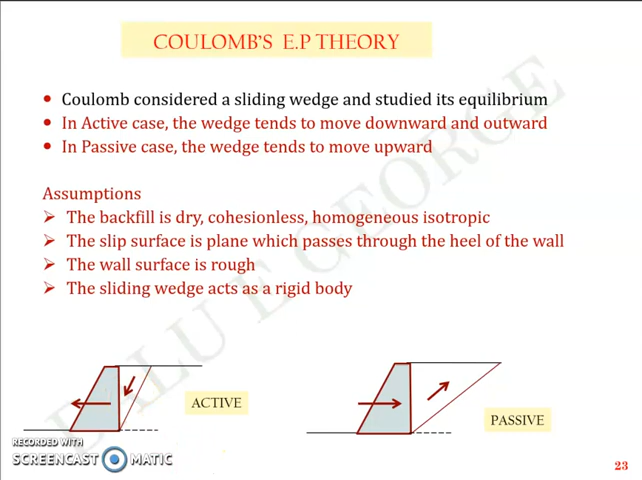 COULOMB'S E.P THEORY
• Coulomb considered a sliding wedge and studied its equilibrium
• In Active case, the wedge tends to move downward and outward
• In Passive case, the wedge tends to move upward
Assumptions
➢ The backfill is dry, cohesionless, homogeneous isotropic
➢ The slip surface is plane which passes through the heel of the wall
➢ The wall surface is rough
➢ The sliding wedge acts as a rigid body
ACTIVE
PASSIVE
RECORDED WITH
SCREENCAST MATIC
23